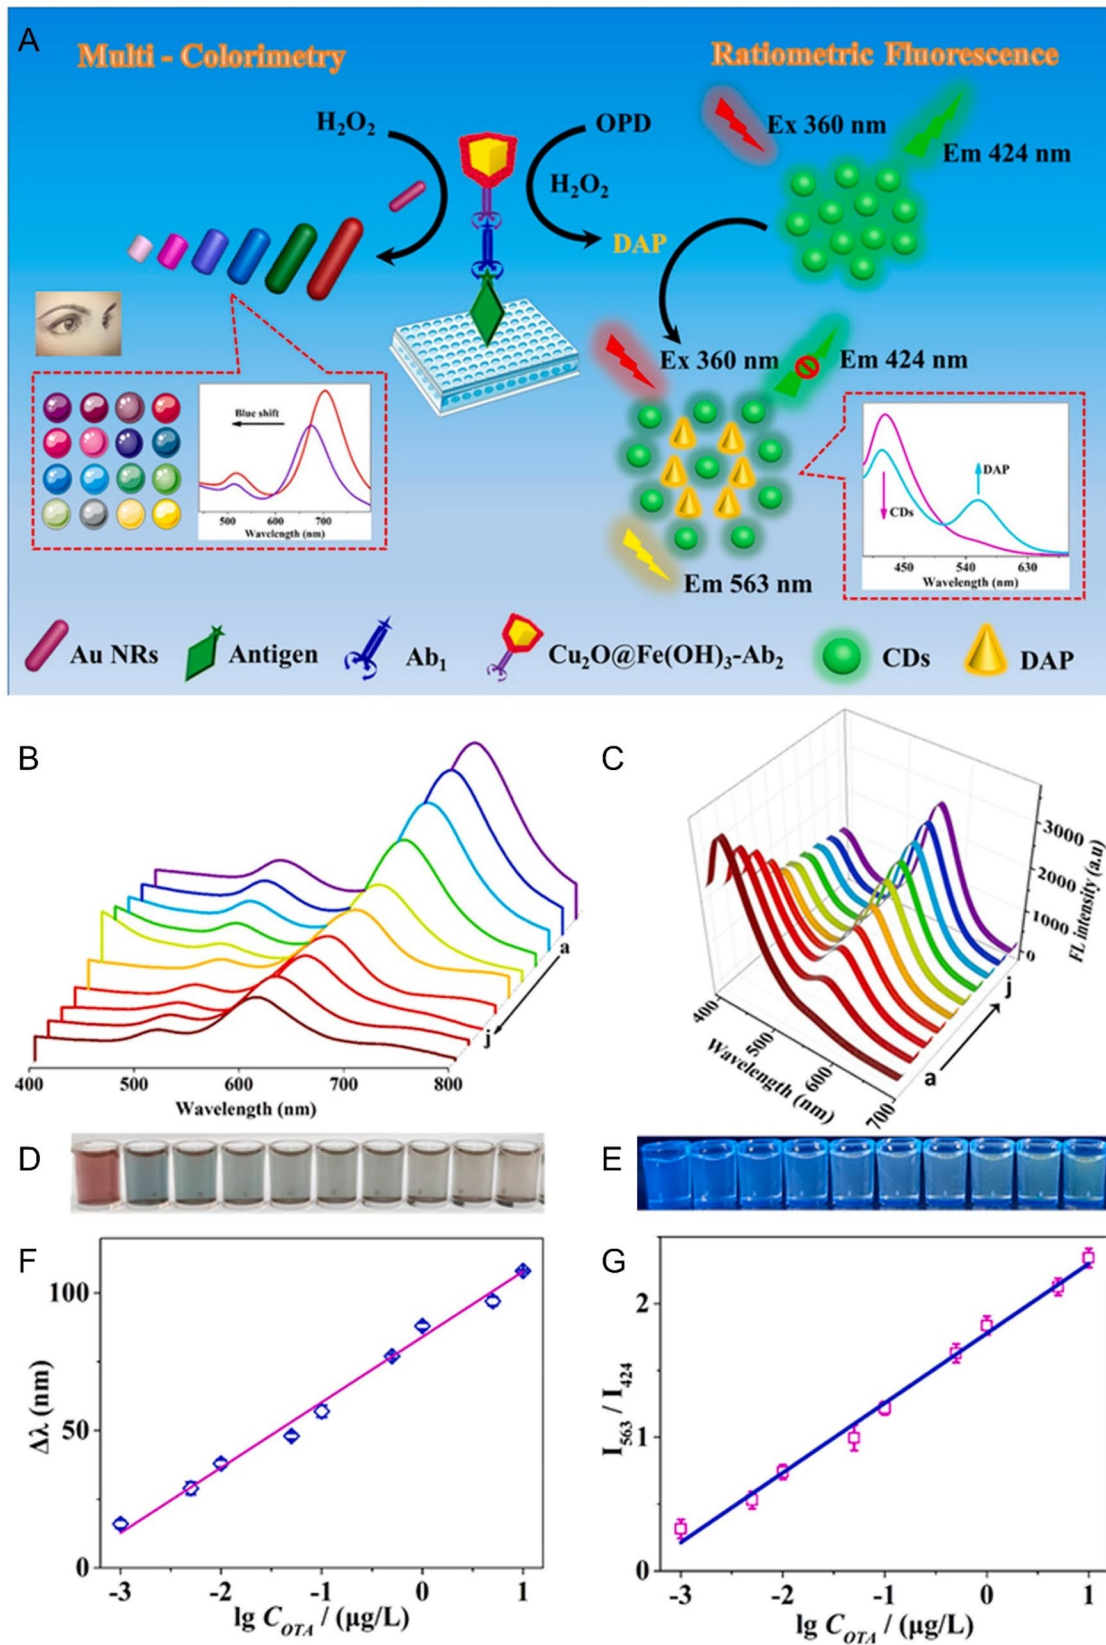 A
Multi - Colorimetry
Ratiometric Fluorescence
H₂O₂
OPD
H₂O₂
DAP
Ex 360 nm
Em 424 nm
Ex 360 nm
Em 424 nm
Blue shift
500 600 700
Wavelength (nm)
DAP
CDs
450 540 630
Wavelength (nm)
Em 563 nm
Au NRs
Antigen
Ab₁
Cu₂O@Fe(OH)₃-Ab₂
CDs
DAP
B
a
j
400 500 600 700 800
Wavelength (nm)
C
3000
2000
1000
0
FL intensity (a.u)
j
a
400
500
600
700
Wavelength (nm)
D
E
F
100
50
0
Δλ (nm)
-3 -2 -1 0 1
lg C_OTA / (μg/L)
G
2
1
0
I₅₆₃ / I₄₂₄
-3 -2 -1 0 1
lg C_OTA / (μg/L)